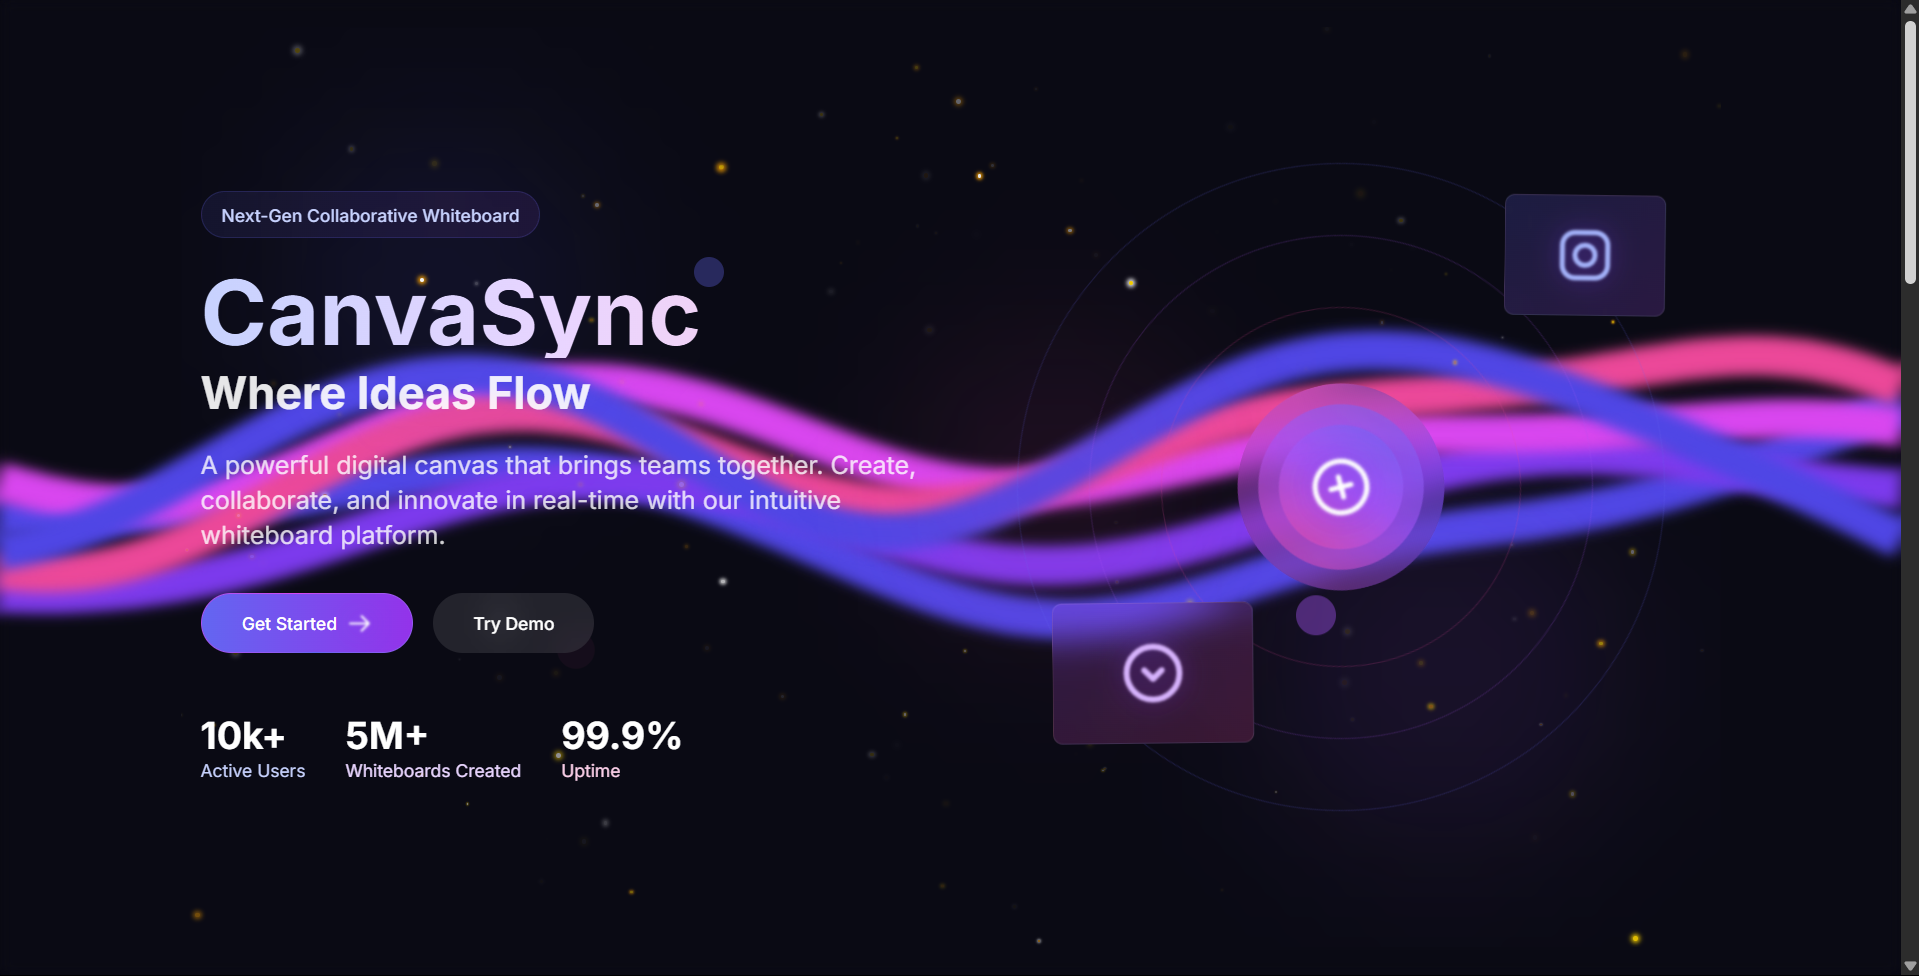 Next-Gen Collaborative Whiteboard
CanvaSync
Where Ideas Flow
A powerful digital canvas that brings teams together. Create,
collaborate, and innovate in real-time with our intuitive
whiteboard platform.
Get Started
Try Demo
10k+
Active Users
5M+
Whiteboards Created
99.9%
Uptime